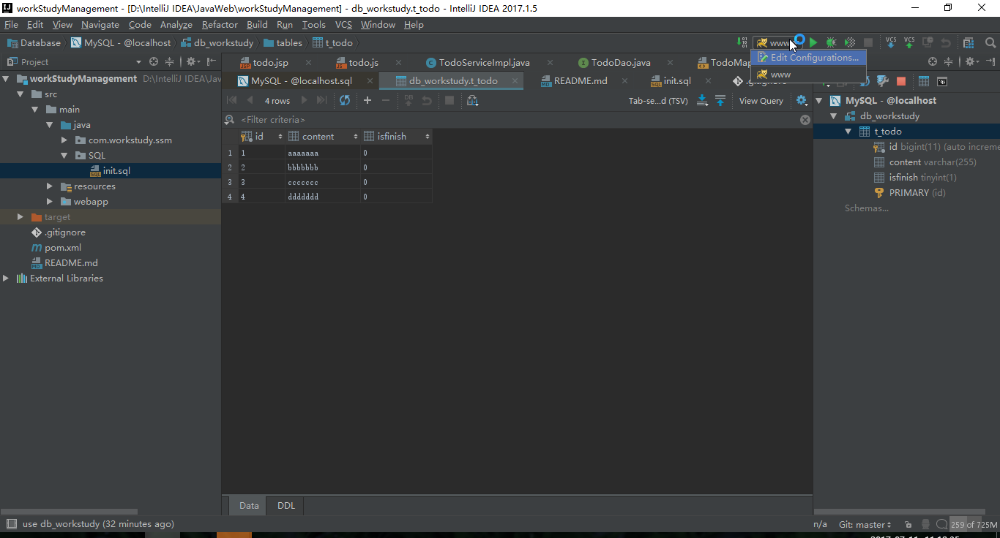 workStudyManagement - [D:\IntelliJ IDEA\JavaWeb\workStudyManagement] - db_workstudy.t_todo - IntelliJ IDEA 2017.1.5
File Edit View Navigate Code Analyze Refactor Build Run Tools VCS Window Help
Database MySQL - @localhost db_workstudy tables t_todo www VCS VCS
Edit Configurations...
www
Project
workStudyManagement D:\IntelliJ IDEA\Jav
src
main
java
com.workstudy.ssm
SQL
init.sql
resources
webapp
target
.gitignore
pom.xml
README.md
External Libraries
todo.jsp todo.js TodoServiceImpl.java TodoDao.java TodoMap
MySQL - @localhost.sql db_workstudy.t_todo README.md init.sql
4 rows DB Tab-se...d (TSV) View Query
<Filter criteria>
id content isfinish
1 1 aaaaaaa 0
2 2 bbbbbbb 0
3 3 ccccccc 0
4 4 ddddddd 0
Data DDL
MySQL - @localhost
db_workstudy
t_todo
id bigint(11) (auto increme
content varchar(255)
isfinish tinyint(1)
PRIMARY (id)
Schemas...
use db_workstudy (32 minutes ago) n/a Git: master 259 of 725M